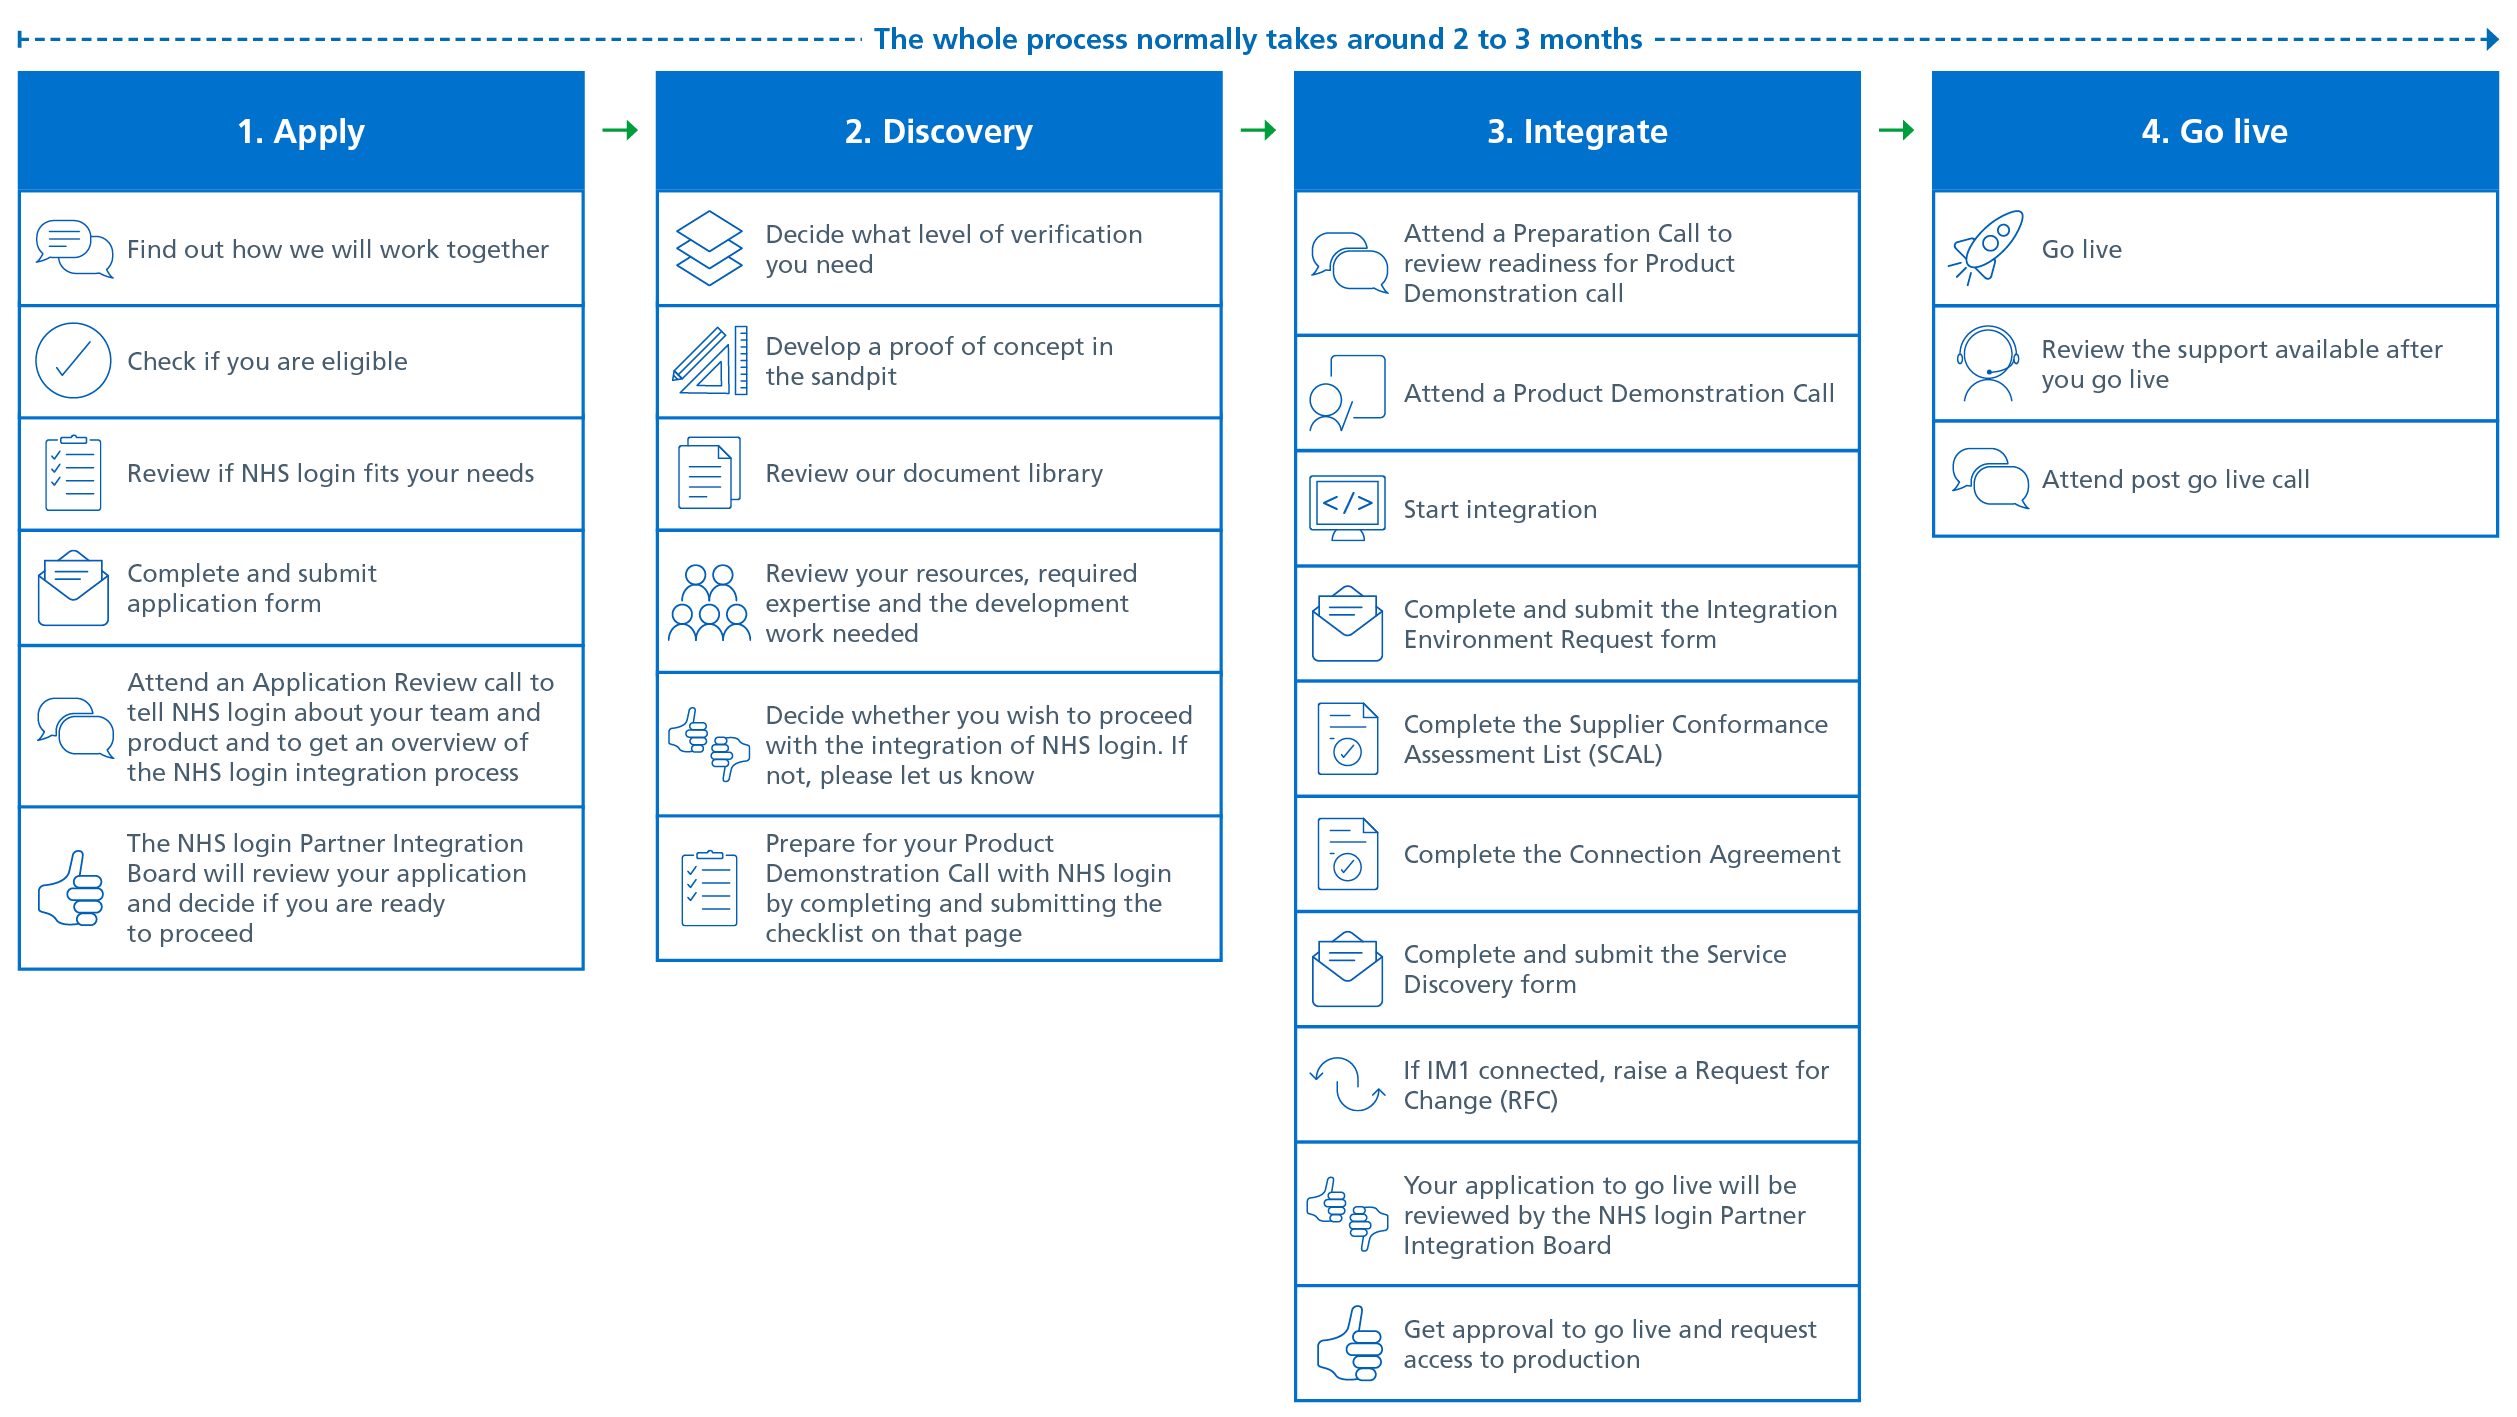 The whole process normally takes around 2 to 3 months
1. Apply
Find out how we will work together
Check if you are eligible
Review if NHS login fits your needs
Complete and submit
application form
Attend an Application Review call to
tell NHS login about your team and
product and to get an overview of
the NHS login integration process
The NHS login Partner Integration
Board will review your application
and decide if you are ready
to proceed
2. Discovery
Decide what level of verification
you need
Develop a proof of concept in
the sandpit
Review our document library
Review your resources, required
expertise and the development
work needed
Decide whether you wish to proceed
with the integration of NHS login. If
not, please let us know
Prepare for your Product
Demonstration Call with NHS login
by completing and submitting the
checklist on that page
3. Integrate
Attend a Preparation Call to
review readiness for Product
Demonstration call
Attend a Product Demonstration Call
</>
Start integration
Complete and submit the Integration
Environment Request form
Complete the Supplier Conformance
Assessment List (SCAL)
Complete the Connection Agreement
Complete and submit the Service
Discovery form
If IM1 connected, raise a Request for
Change (RFC)
Your application to go live will be
reviewed by the NHS login Partner
Integration Board
Get approval to go live and request
access to production
4. Go live
Go live
Review the support available after
you go live
Attend post go live call